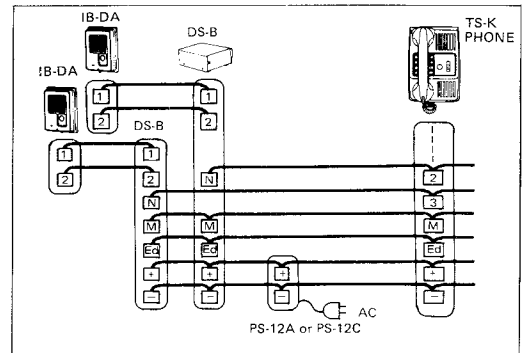 IB-DA
DS-B
TS-K
PHONE
IB-DA
1
1
2
2
DS-B
1
1
2
2
N
2
N
3
M
M
M
Ed
Ed
Ed
+
+
+
+
−
−
−
−
AC
PS-12A or PS-12C